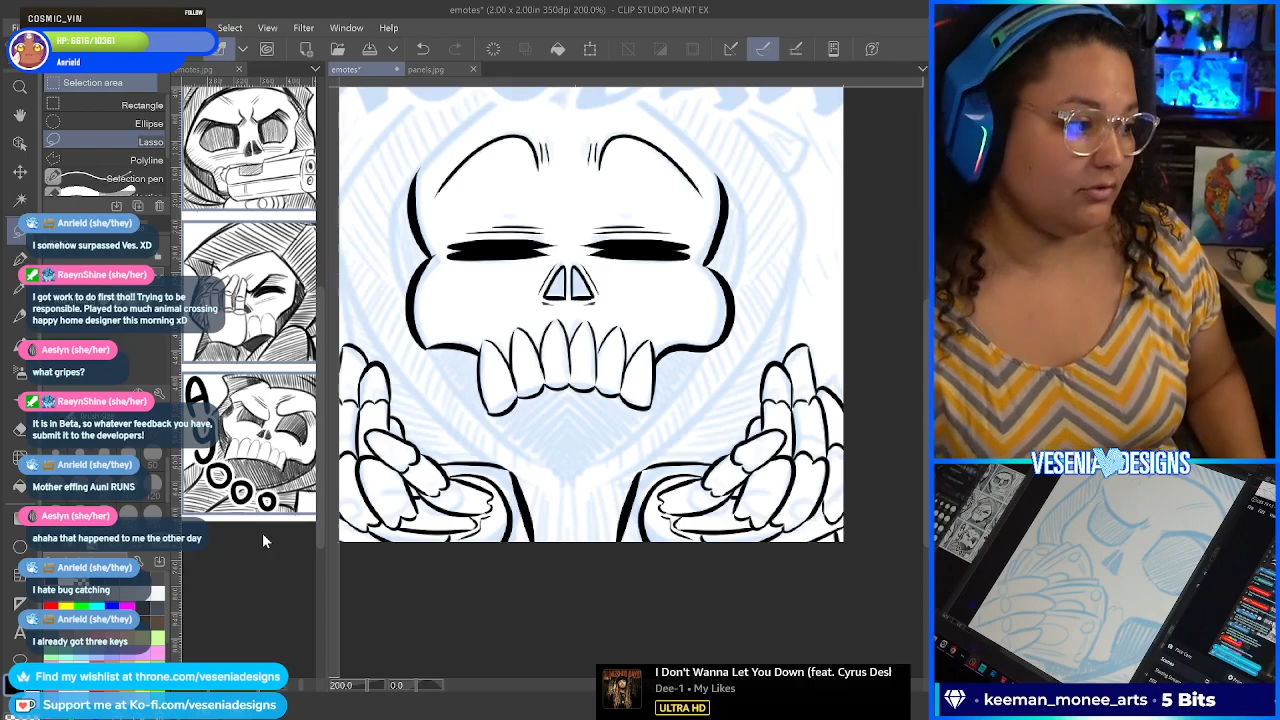 COSMIC_VIN
FOLLOW
HP: 6616/10361
Anrield
emotes* (2.00 x 2.00in 350dpi 200.0%) - CLIP STUDIO PAINT EX
Select
View
Filter
emotes.jpg
emotes*
panels.jpg
Selection area
Rectangle
Ellipse
Lasso
Polyline
Selection pen
Anrield (she/they)
I somehow surpassed Ves. XD
RaeynShine (she/her)
I got work to do first tho!! Trying to
be responsible. Played too much animal crossing
happy home designer this morning xD
Aeslyn (she/her)
what gripes?
RaeynShine (she/her)
It is in Beta, so whatever feedback you have,
submit it to the developers!
Anrield (she/they)
Mother effing Auni RUNS
Aeslyn (she/her)
ahaha that happened to me the other day
Anrield (she/they)
I hate bug catching
Anrield (she/they)
I already got three keys
Find my wishlist at throne.com/veseniadesigns
Support me at Ko-fi.com/veseniadesigns
200.0
0.0
I Don't Wanna Let You Down (feat. Cyrus Desl
Dee-1 • My Likes
ULTRA HD
VESENIA DESIGNS
keeman_monee_arts
5 Bits